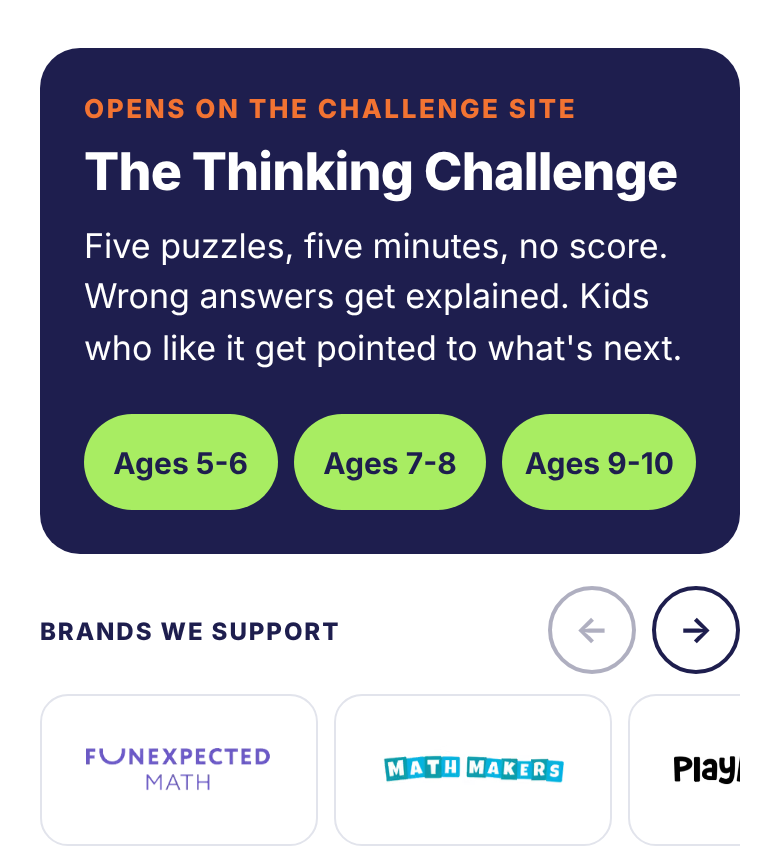 OPENS ON THE CHALLENGE SITE
The Thinking Challenge
Five puzzles, five minutes, no score.
Wrong answers get explained. Kids
who like it get pointed to what's next.
Ages 5-6 Ages 7-8 Ages 9-10
BRANDS WE SUPPORT
FUNEXPECTED
MATH
MATH MAKERS
Play